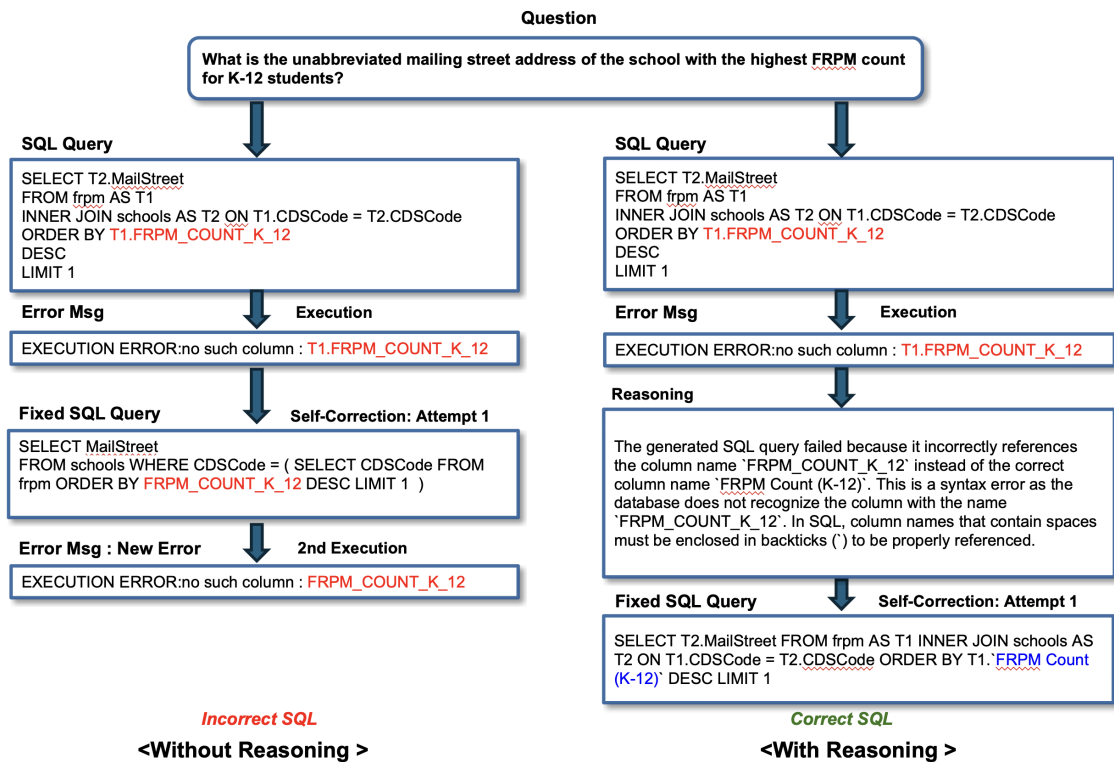 Question
What is the unabbreviated mailing street address of the school with the highest FRPM count
for K-12 students?
SQL Query
SELECT T2.MailStreet
FROM frpm AS T1
INNER JOIN schools AS T2 ON T1.CDSCode = T2.CDSCode
ORDER BY T1.FRPM_COUNT_K_12
DESC
LIMIT 1
Error Msg
Execution
EXECUTION ERROR:no such column : T1.FRPM_COUNT_K_12
Fixed SQL Query
Self-Correction: Attempt 1
SELECT MailStreet
FROM schools WHERE CDSCode = ( SELECT CDSCode FROM
frpm ORDER BY FRPM_COUNT_K_12 DESC LIMIT 1 )
Error Msg : New Error
2nd Execution
EXECUTION ERROR:no such column : FRPM_COUNT_K_12
Incorrect SQL
<Without Reasoning >
SQL Query
SELECT T2.MailStreet
FROM frpm AS T1
INNER JOIN schools AS T2 ON T1.CDSCode = T2.CDSCode
ORDER BY T1.FRPM_COUNT_K_12
DESC
LIMIT 1
Error Msg
Execution
EXECUTION ERROR:no such column : T1.FRPM_COUNT_K_12
Reasoning
The generated SQL query failed because it incorrectly references
the column name `FRPM_COUNT_K_12` instead of the correct
column name `FRPM Count (K-12)`. This is a syntax error as the
database does not recognize the column with the name
`FRPM_COUNT_K_12`. In SQL, column names that contain spaces
must be enclosed in backticks (`) to be properly referenced.
Fixed SQL Query
Self-Correction: Attempt 1
SELECT T2.MailStreet FROM frpm AS T1 INNER JOIN schools AS
T2 ON T1.CDSCode = T2.CDSCode ORDER BY T1.`FRPM Count
(K-12)` DESC LIMIT 1
Correct SQL
<With Reasoning >